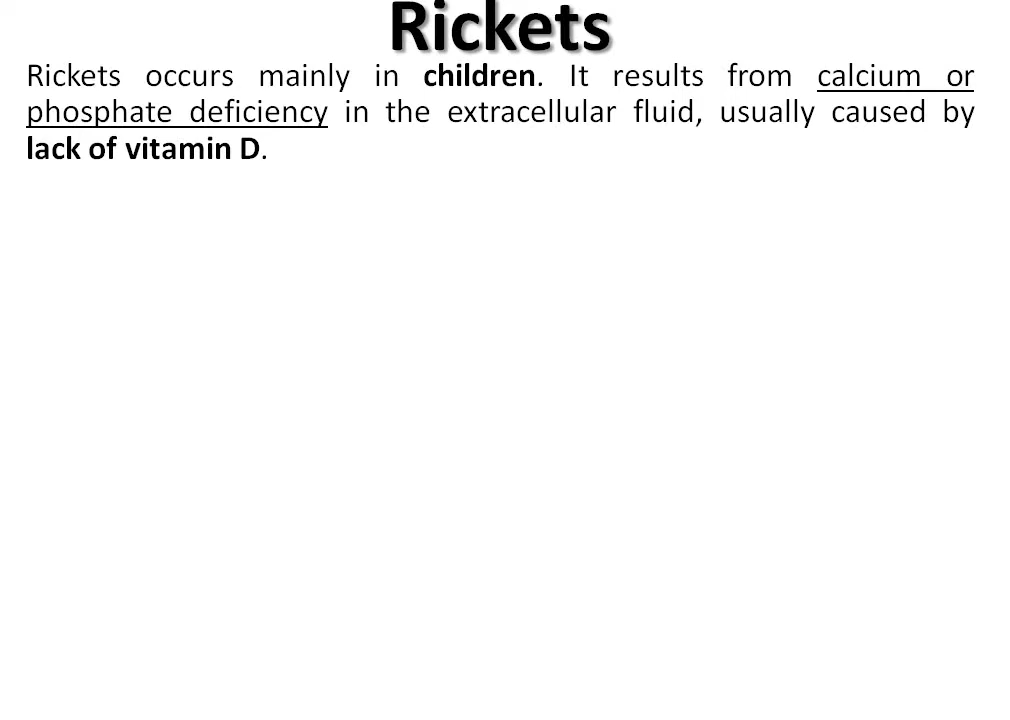 Rickets
Rickets occurs mainly in children. It results from calcium or
phosphate deficiency in the extracellular fluid, usually caused by
lack of vitamin D.